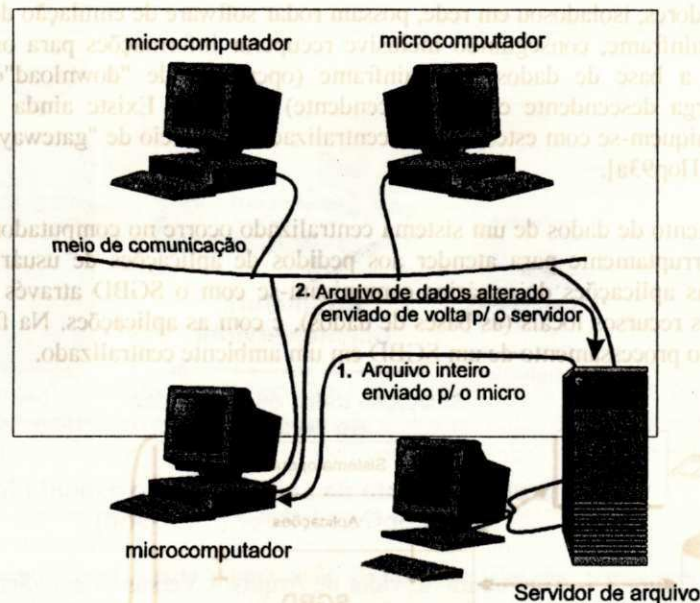 microcomputador
microcomputador
meio de comunicação
2. Arquivo de dados alterado
enviado de volta p/ o servidor
1. Arquivo inteiro
enviado p/ o micro
microcomputador
Servidor de arquivo